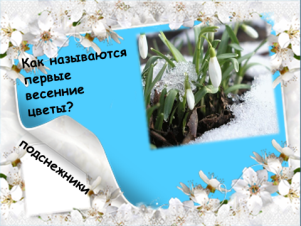 Как называются
первые
весенние
цветы?
подснежники